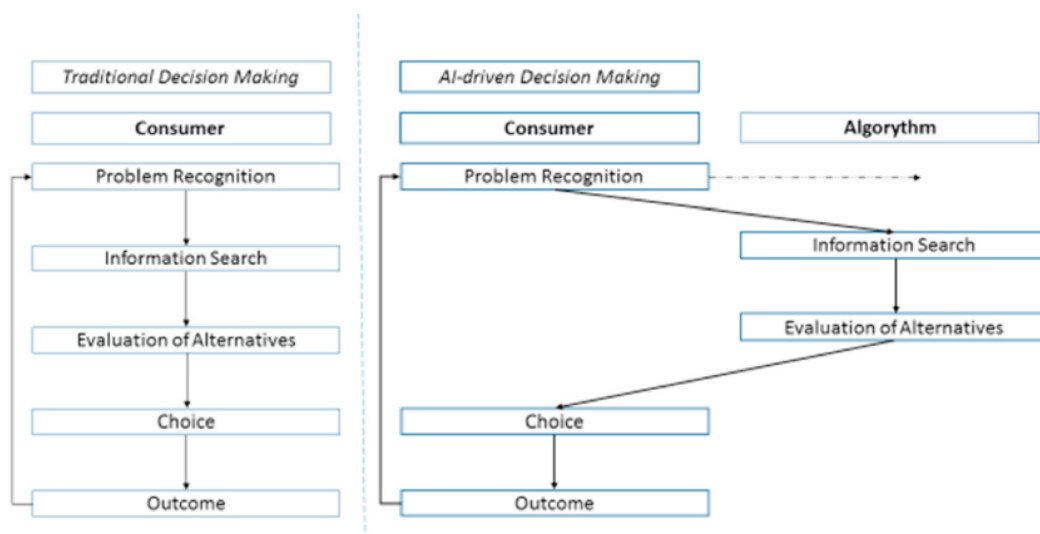 Traditional Decision Making
Consumer
Problem Recognition
Information Search
Evaluation of Alternatives
Choice
Outcome
AI-driven Decision Making
Consumer
Algorythm
Problem Recognition
Information Search
Evaluation of Alternatives
Choice
Outcome